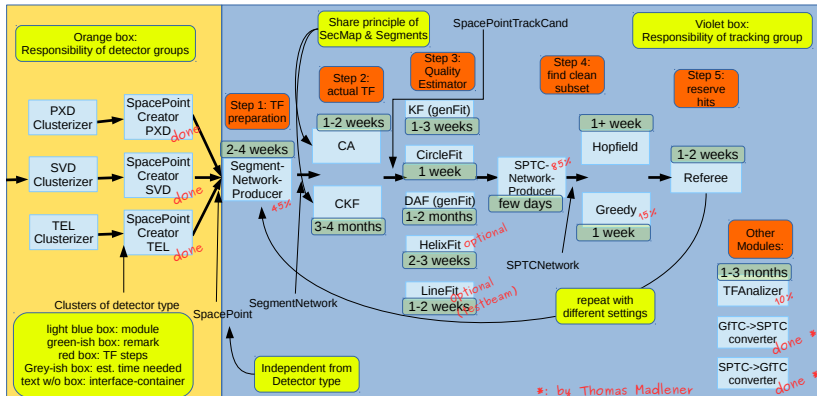 Orange box:
Responsibility of detector groups
Share principle of
SecMap & Segments
SpacePointTrackCand
Violet box:
Responsibility of tracking group
Step 1: TF
preparation
Step 2:
actual TF
Step 3:
Quality
Estimator
Step 4:
find clean
subset
Step 5:
reserve
hits
PXD
Clusterizer
SpacePoint
Creator
PXD
done
SVD
Clusterizer
SpacePoint
Creator
SVD
done
TEL
Clusterizer
SpacePoint
Creator
TEL
done
2-4 weeks
Segment-
Network-
Producer
45%
1-2 weeks
CA
CKF
3-4 months
KF (genFit)
1-3 weeks
CircleFit
1 week
DAF (genFit)
1-2 months
HelixFit
optional
2-3 weeks
LineFit
optional
(testbeam)
1-2 weeks
SPTC-
Network-
Producer
85%
few days
1+ week
Hopfield
Greedy
15%
1 week
1-2 weeks
Referee
Clusters of detector type
SpacePoint
SegmentNetwork
SPTCNetwork
repeat with
different settings
Other
Modules:
1-3 months
TFAnalizer
10%
GfTC->SPTC
converter
done *
SPTC->GfTC
converter
done *
light blue box: module
green-ish box: remark
red box: TF steps
Grey-ish box: est. time needed
text w/o box: interface-container
Independent from
Detector type
*: by Thomas Madlener